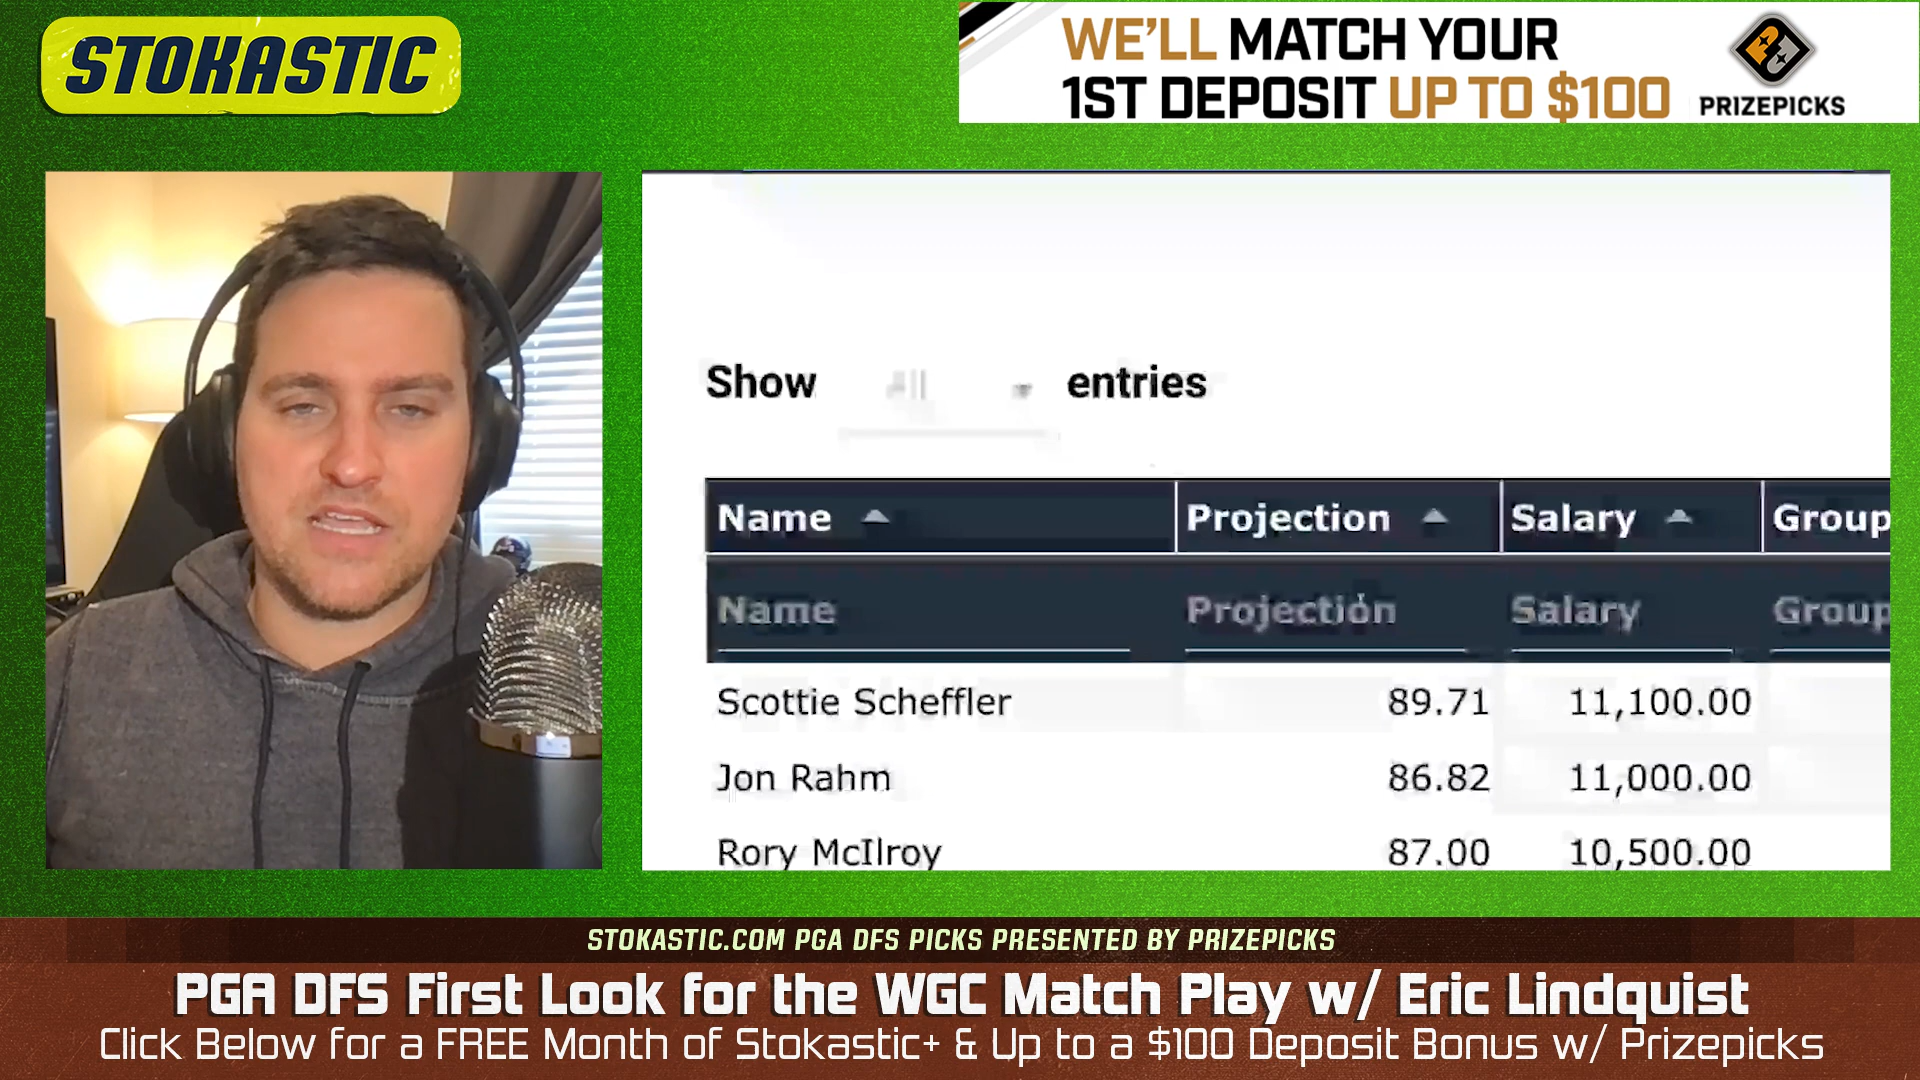 STOKASTIC
WE'LL MATCH YOUR
1ST DEPOSIT UP TO $100
PRIZEPICKS
Show All entries
Name Projection Salary Group
Name Projection Salary Group
Scottie Scheffler 89.71 11,100.00
Jon Rahm 86.82 11,000.00
Rory McIlroy 87.00 10,500.00
STOKASTIC.COM PGA DFS PICKS PRESENTED BY PRIZEPICKS
PGA DFS First Look for the WGC Match Play w/ Eric Lindquist
Click Below for a FREE Month of Stokastic+ & Up to a $100 Deposit Bonus w/ Prizepicks